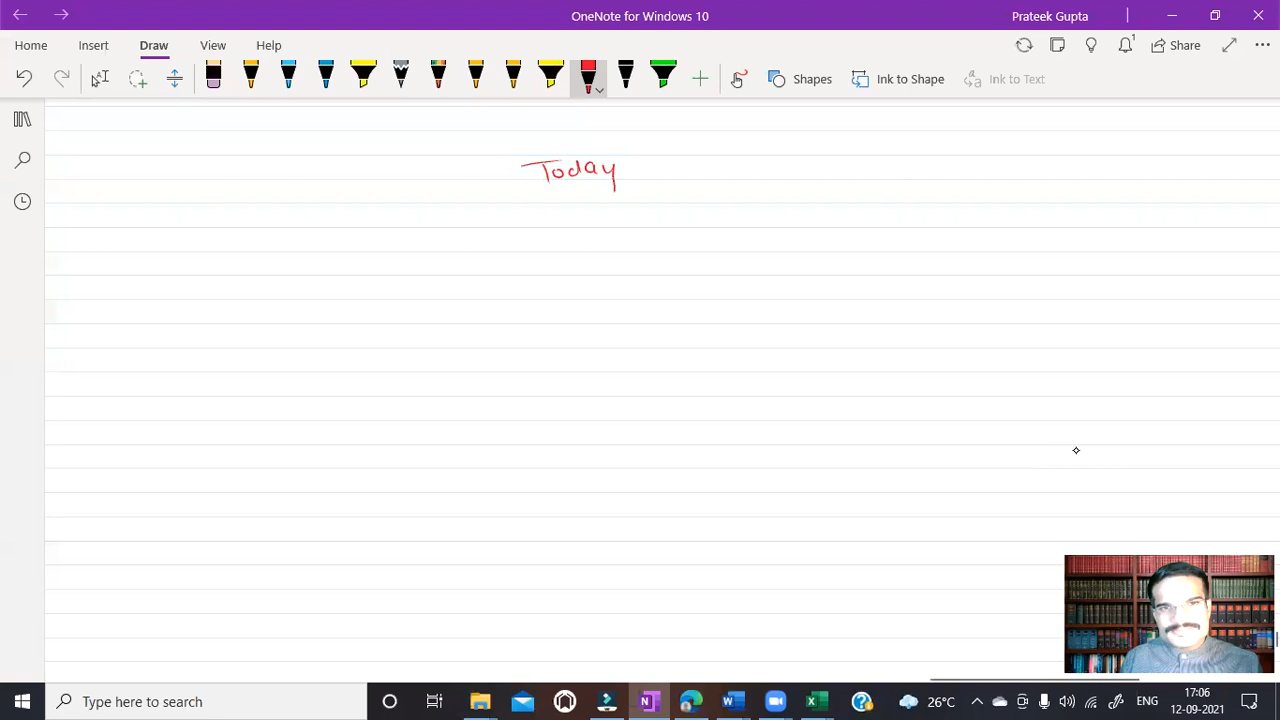 OneNote for Windows 10
Prateek Gupta
Home Insert Draw View Help
Share
Shapes Ink to Shape Ink to Text
Today
Type here to search
26°C ENG 17:06
12-09-2021